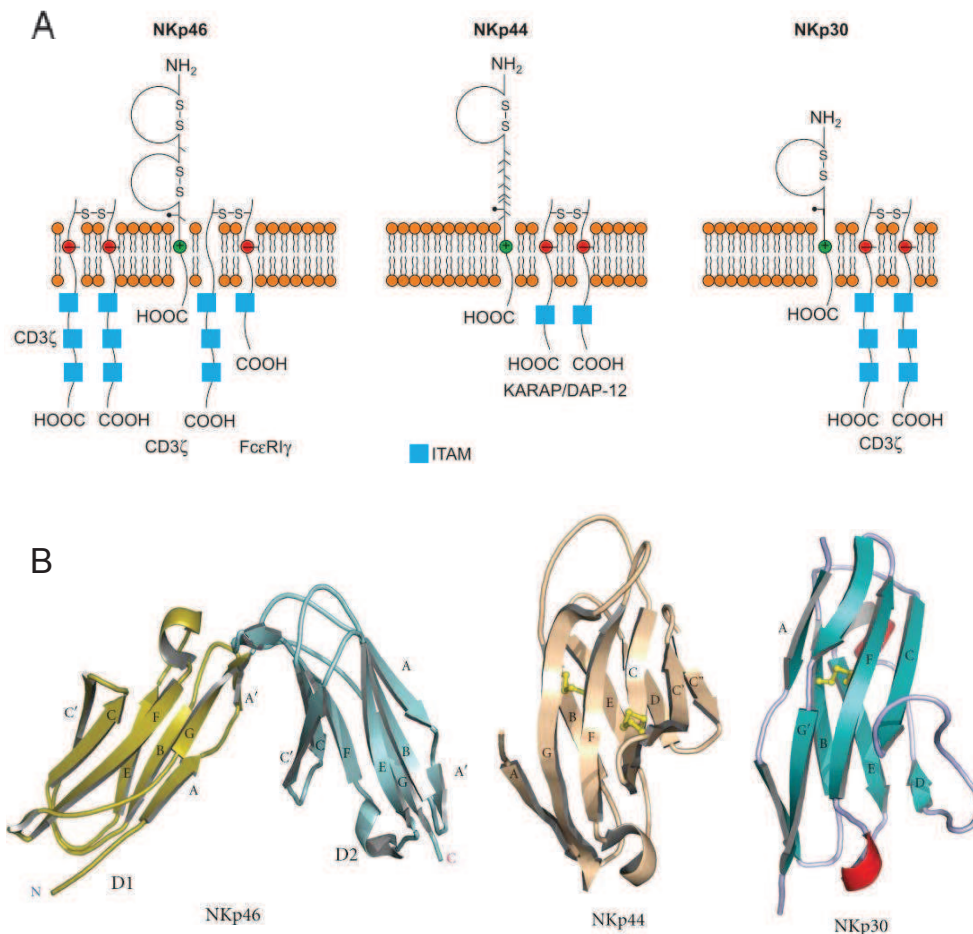 A
NKp46 NKp44 NKp30
NH2 NH2
NH2
S-S
S-S
S-S
S-S
S-S S-S
+ + +
HOOC HOOC HOOC
CD3ζ COOH
HOOC COOH
KARAP/DAP-12
HOOC COOH COOH HOOC COOH
CD3ζ FcεRIγ CD3ζ
ITAM
B
C' C F E B G A A' D1 N
C' C F E B G A A' D2 C
NKp46
A G B F E C D C' C"
NKp44
A G' B F E C D
NKp30